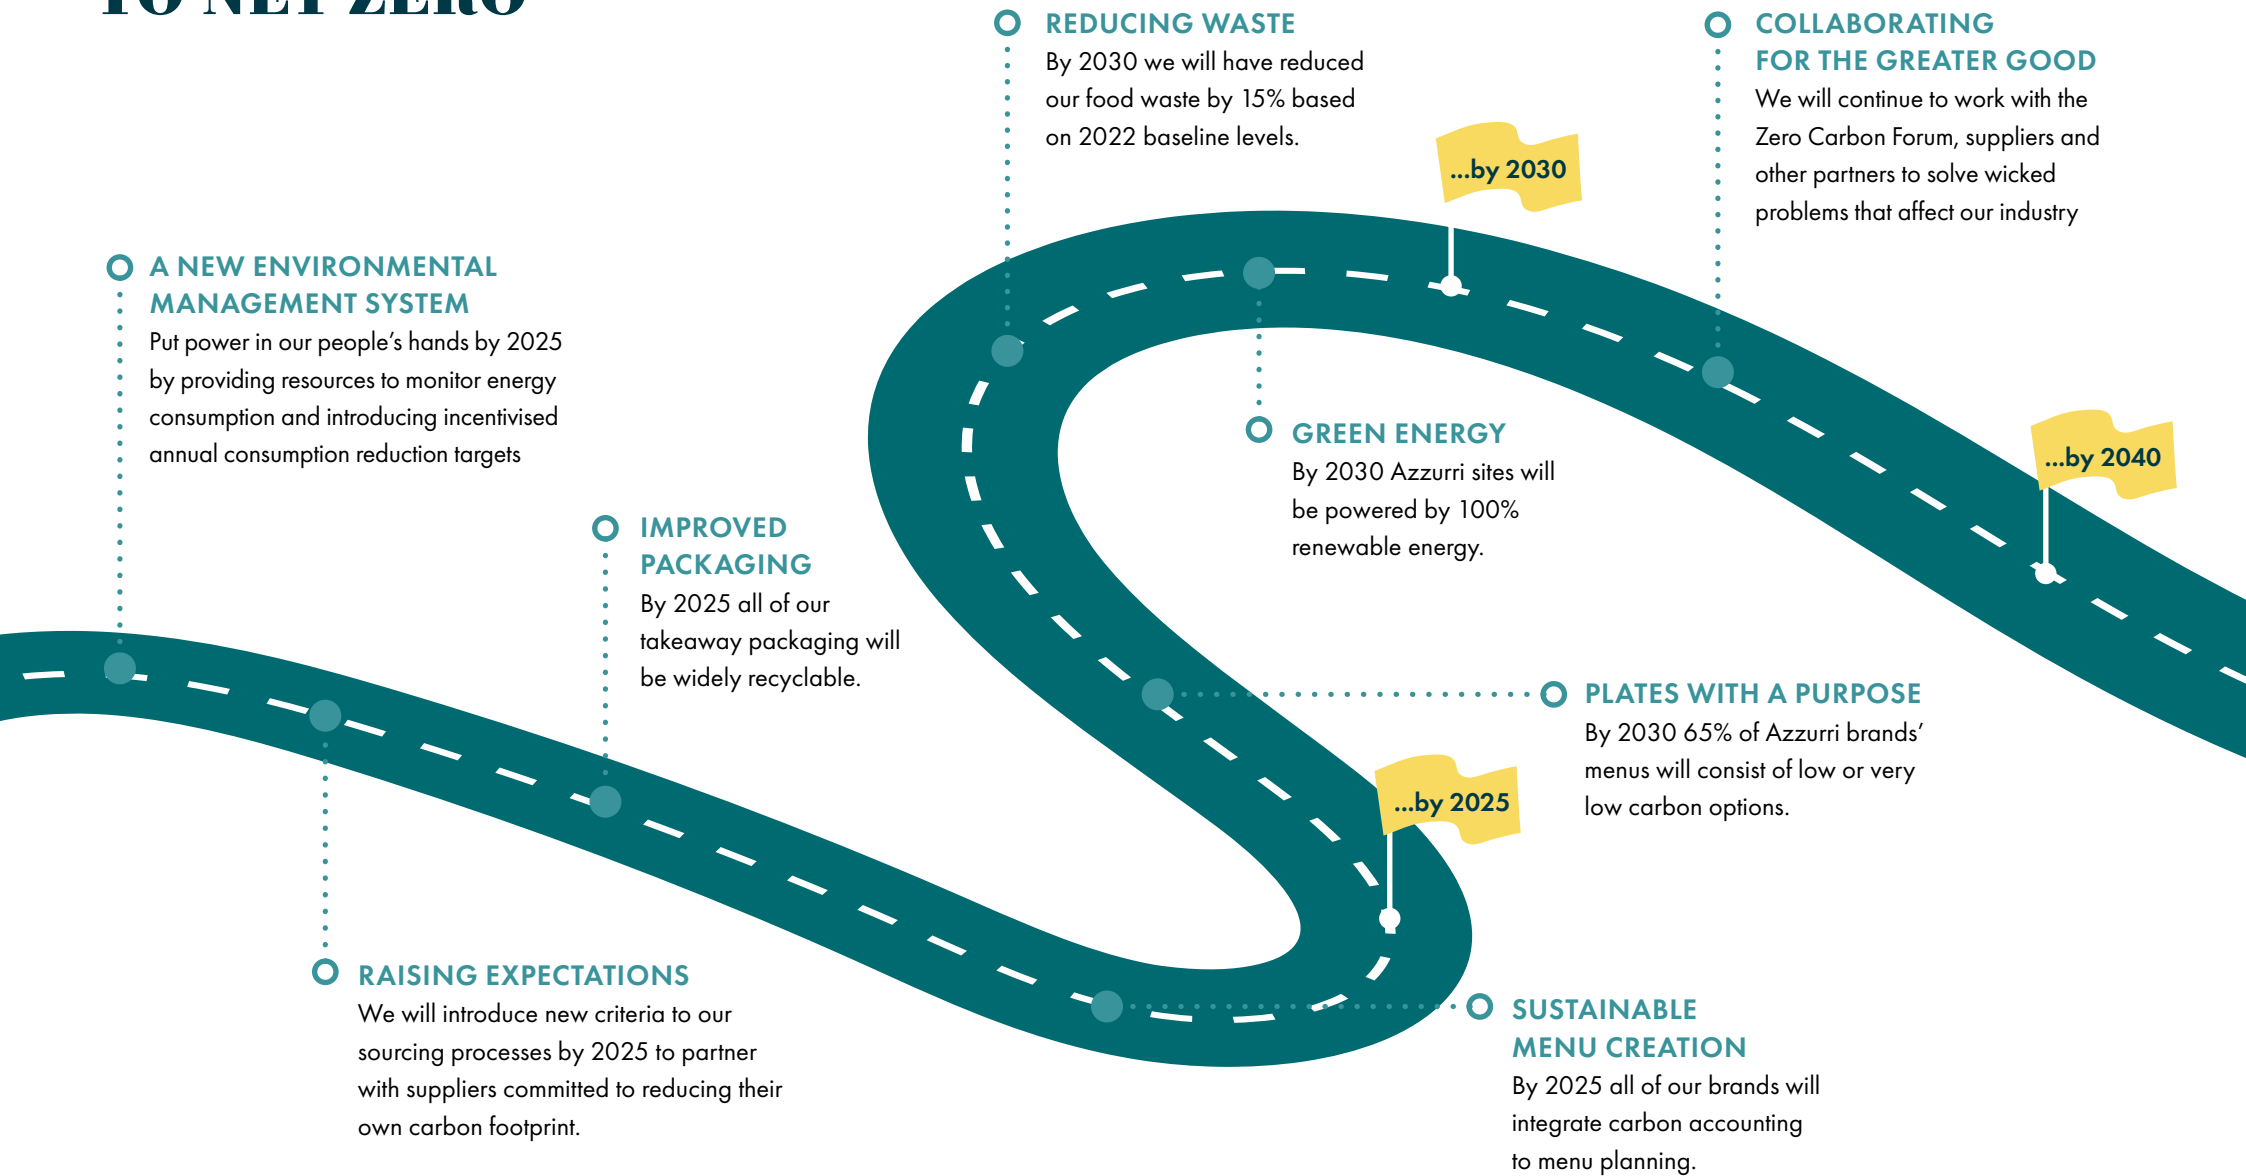 TO NET ZERO
REDUCING WASTE
By 2030 we will have reduced
our food waste by 15% based
on 2022 baseline levels.
COLLABORATING
FOR THE GREATER GOOD
We will continue to work with the
Zero Carbon Forum, suppliers and
other partners to solve wicked
problems that affect our industry
...by 2030
A NEW ENVIRONMENTAL
MANAGEMENT SYSTEM
Put power in our people's hands by 2025
by providing resources to monitor energy
consumption and introducing incentivised
annual consumption reduction targets
GREEN ENERGY
By 2030 Azzurri sites will
be powered by 100%
renewable energy.
...by 2040
IMPROVED
PACKAGING
By 2025 all of our
takeaway packaging will
be widely recyclable.
PLATES WITH A PURPOSE
By 2030 65% of Azzurri brands'
menus will consist of low or very
low carbon options.
...by 2025
RAISING EXPECTATIONS
We will introduce new criteria to our
sourcing processes by 2025 to partner
with suppliers committed to reducing their
own carbon footprint.
SUSTAINABLE
MENU CREATION
By 2025 all of our brands will
integrate carbon accounting
to menu planning.